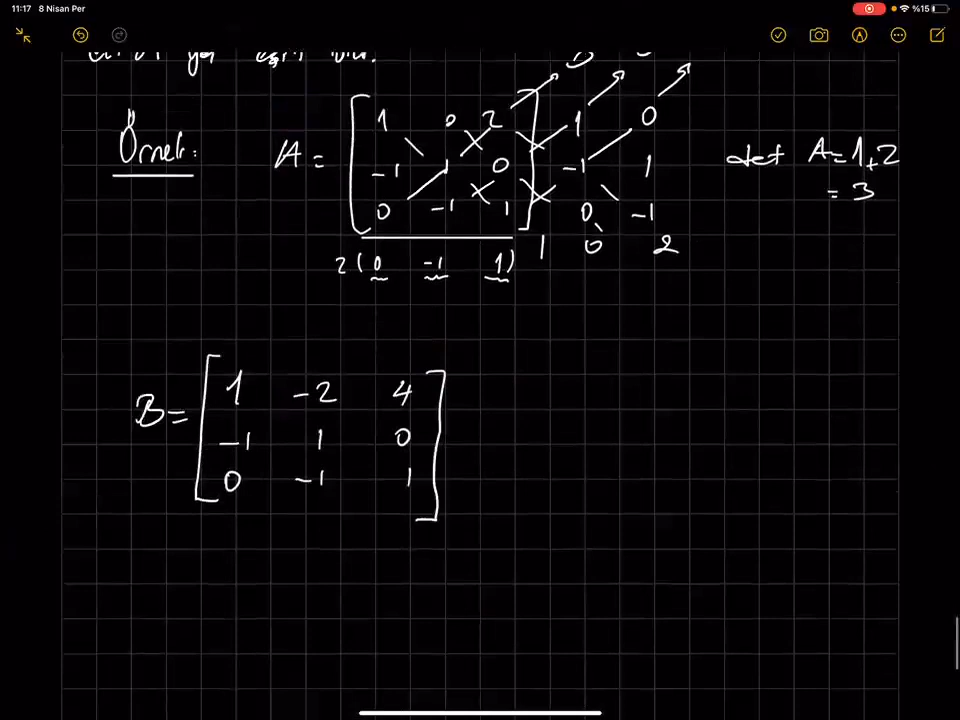 11:17 8 Nisan Per %15
Örnek:
A = [ 1 0 2 ] 1 0
-1 1 0 -1 1
0 -1 1 0 -1
det A = 1+2
= 3
1 0 2
2 ( 0 -1 1 )
B = [ 1 -2 4
-1 1 0
0 -1 1 ]